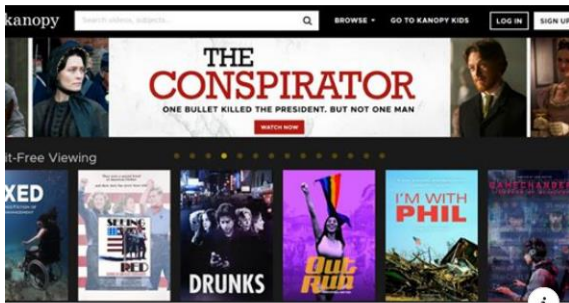 kanopy
Search videos, subjects...
BROWSE
GO TO KANOPY KIDS
LOG IN
SIGN UP
THE
CONSPIRATOR
ONE BULLET KILLED THE PRESIDENT. BUT NOT ONE MAN
WATCH NOW
it-Free Viewing
XED
SEEING
RED
DRUNKS
Out
Run
I'M WITH
PHIL
GAMECHANGER